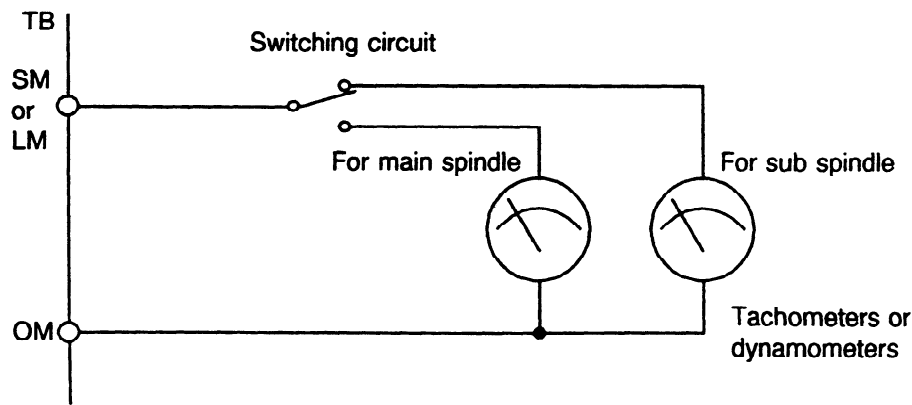 TB
Switching circuit
SM
or
LM
For main spindle
For sub spindle
OM
Tachometers or
dynamometers